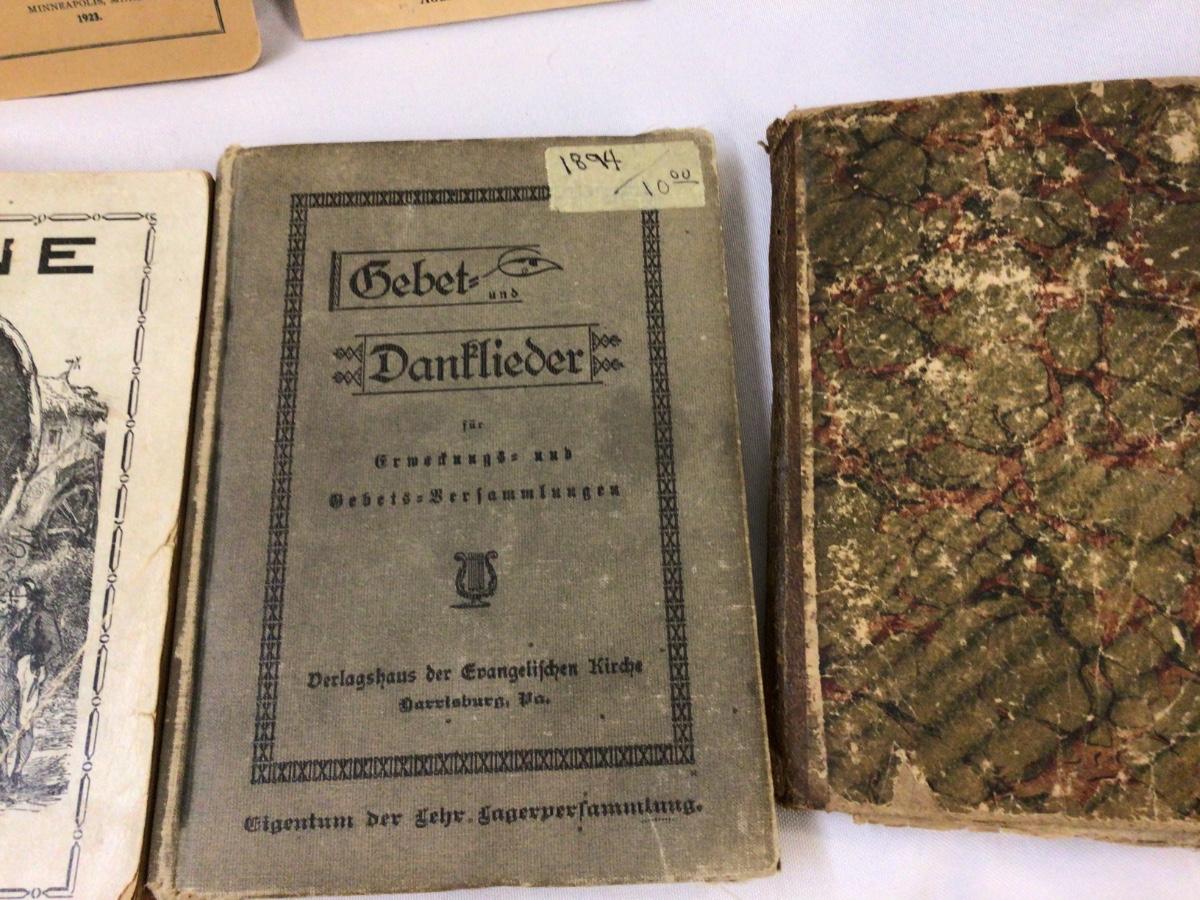 MINNEAPOLIS,
1923.
NE
1894 / 10 00
Gebet-
und
Danklieder
für
Erweckungs- und
Gebets-Versammlungen
Verlagshaus der Evangelischen Kirche
Harrisburg, Pa.
Eigentum der Lehr. Lagerversammlung.